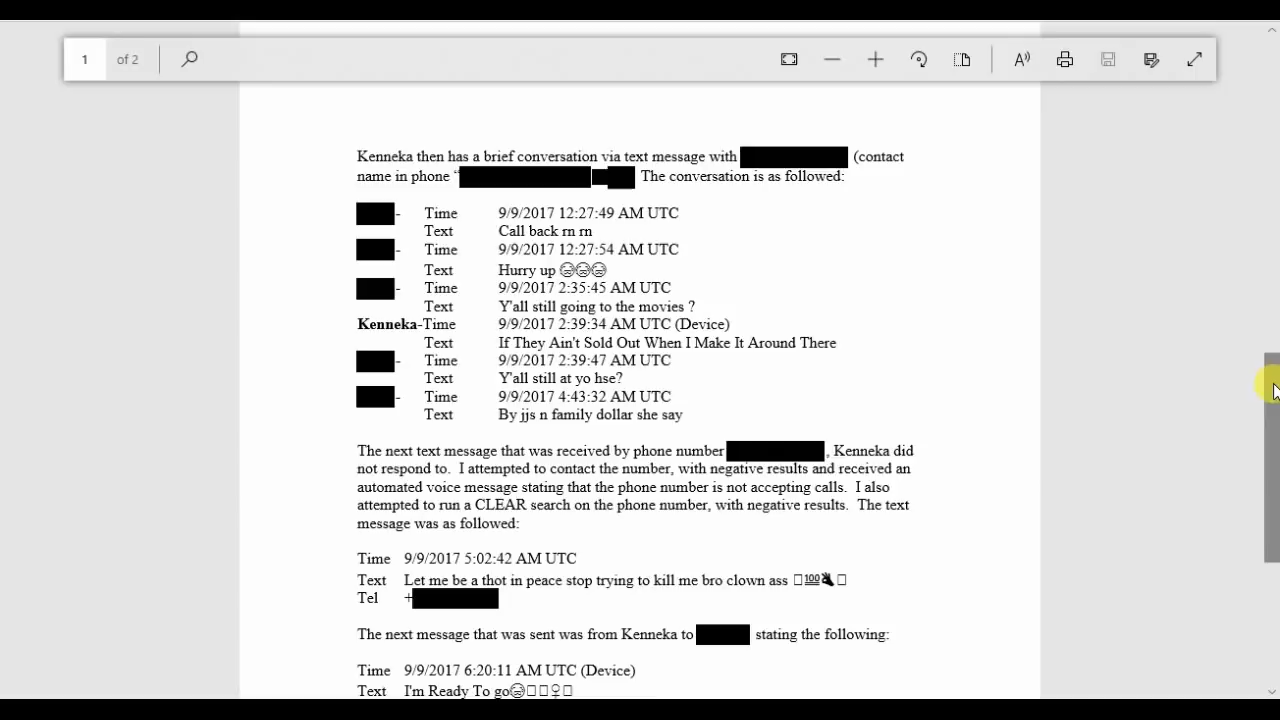 1 of 2
Kenneka then has a brief conversation via text message with (contact
name in phone “ The conversation is as followed:
- Time 9/9/2017 12:27:49 AM UTC
Text Call back rn rn
- Time 9/9/2017 12:27:54 AM UTC
Text Hurry up 😩😩😩
- Time 9/9/2017 2:35:45 AM UTC
Text Y'all still going to the movies ?
Kenneka-Time 9/9/2017 2:39:34 AM UTC (Device)
Text If They Ain't Sold Out When I Make It Around There
- Time 9/9/2017 2:39:47 AM UTC
Text Y'all still at yo hse?
- Time 9/9/2017 4:43:32 AM UTC
Text By jjs n family dollar she say
The next text message that was received by phone number , Kenneka did
not respond to. I attempted to contact the number, with negative results and received an
automated voice message stating that the phone number is not accepting calls. I also
attempted to run a CLEAR search on the phone number, with negative results. The text
message was as followed:
Time 9/9/2017 5:02:42 AM UTC
Text Let me be a thot in peace stop trying to kill me bro clown ass □💯👌□
Tel +
The next message that was sent was from Kenneka to stating the following:
Time 9/9/2017 6:20:11 AM UTC (Device)
Text I'm Ready To go😩□□♀□